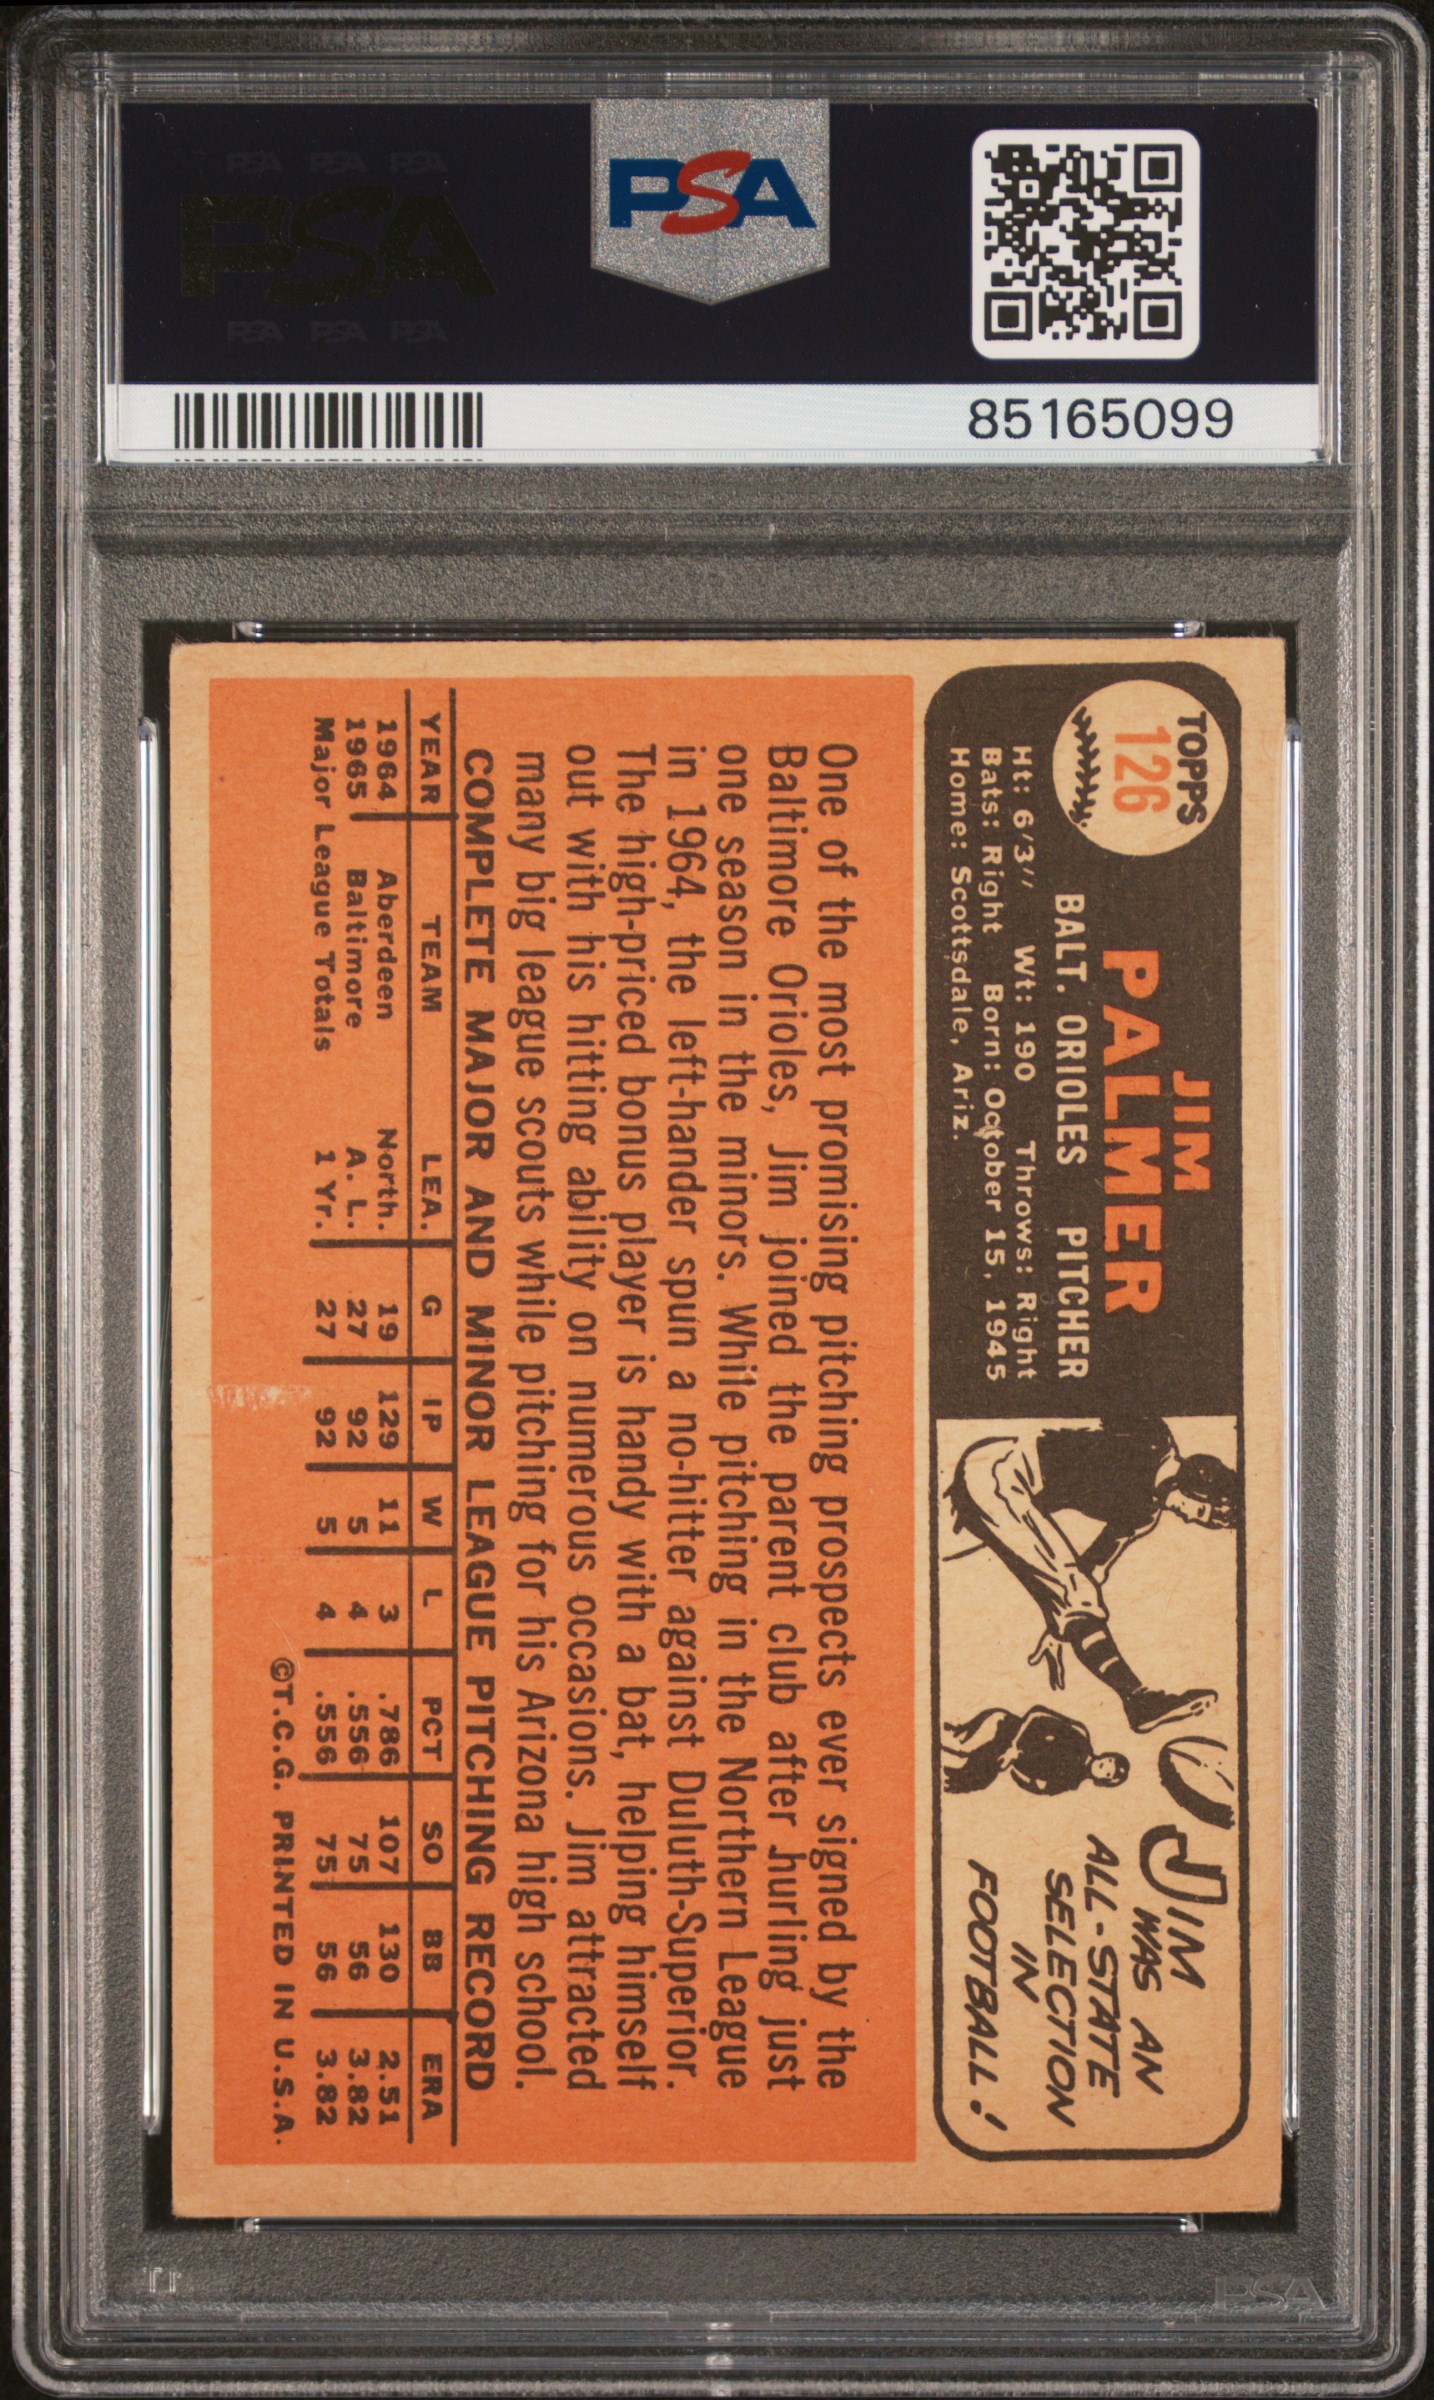 PSA PSA PSA
PSA
PSA PSA PSA
PSA
85165099
TOPPS
126
JIM
PALMER
BALT. ORIOLES PITCHER
Ht: 6'3'' Wt: 190 Throws: Right
Bats: Right Born: October 15, 1945
Home: Scottsdale, Ariz.
JIM
WAS AN
ALL-STATE
SELECTION
IN
FOOTBALL!
One of the most promising pitching prospects ever signed by the
Baltimore Orioles, Jim joined the parent club after hurling just
one season in the minors. While pitching in the Northern League
in 1964, the left-hander spun a no-hitter against Duluth-Superior.
The high-priced bonus player is handy with a bat, helping himself
out with his hitting ability on numerous occasions. Jim attracted
many big league scouts while pitching for his Arizona high school.
COMPLETE MAJOR AND MINOR LEAGUE PITCHING RECORD
YEAR TEAM LEA. G IP W L PCT SO BB ERA
1964 Aberdeen North. 19 129 11 3 .786 107 130 2.51
1965 Baltimore A. L. 27 92 5 4 .556 75 56 3.82
Major League Totals 1 Yr. 27 92 5 4 .556 75 56 3.82
©T.C.G. PRINTED IN U.S.A.
PSA